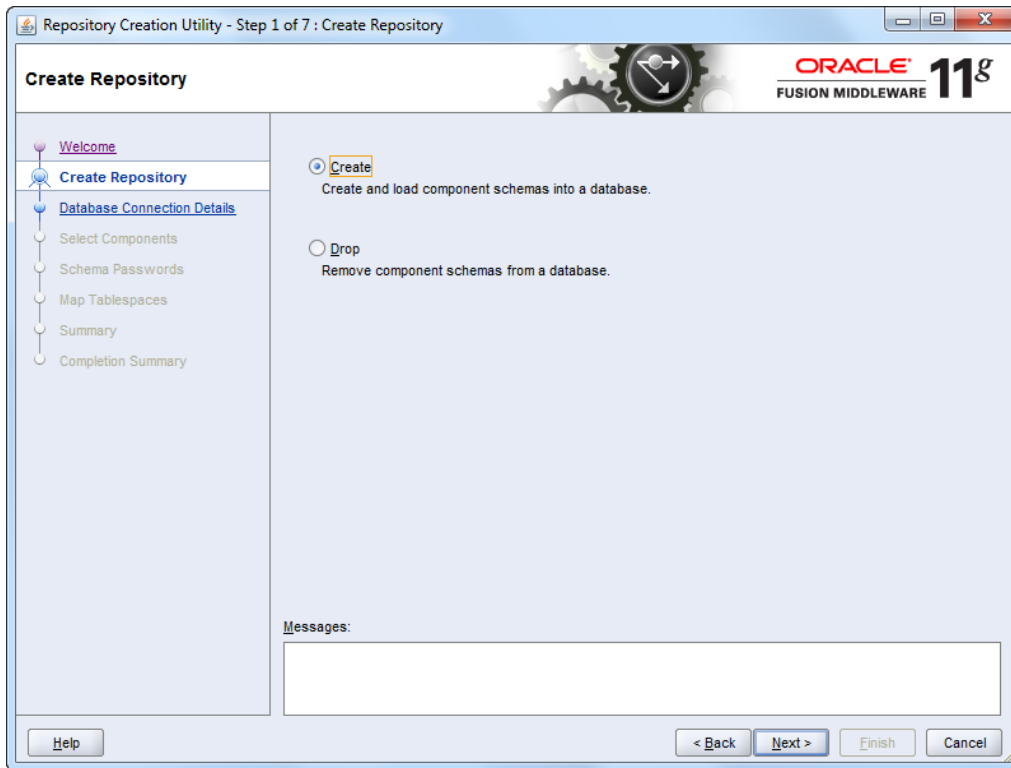 Repository Creation Utility - Step 1 of 7 : Create Repository
Create Repository
ORACLE
FUSION MIDDLEWARE
11g
Welcome
Create Repository
Database Connection Details
Select Components
Schema Passwords
Map Tablespaces
Summary
Completion Summary
Create
Create and load component schemas into a database.
Drop
Remove component schemas from a database.
Messages:
Help
< Back
Next >
Finish
Cancel